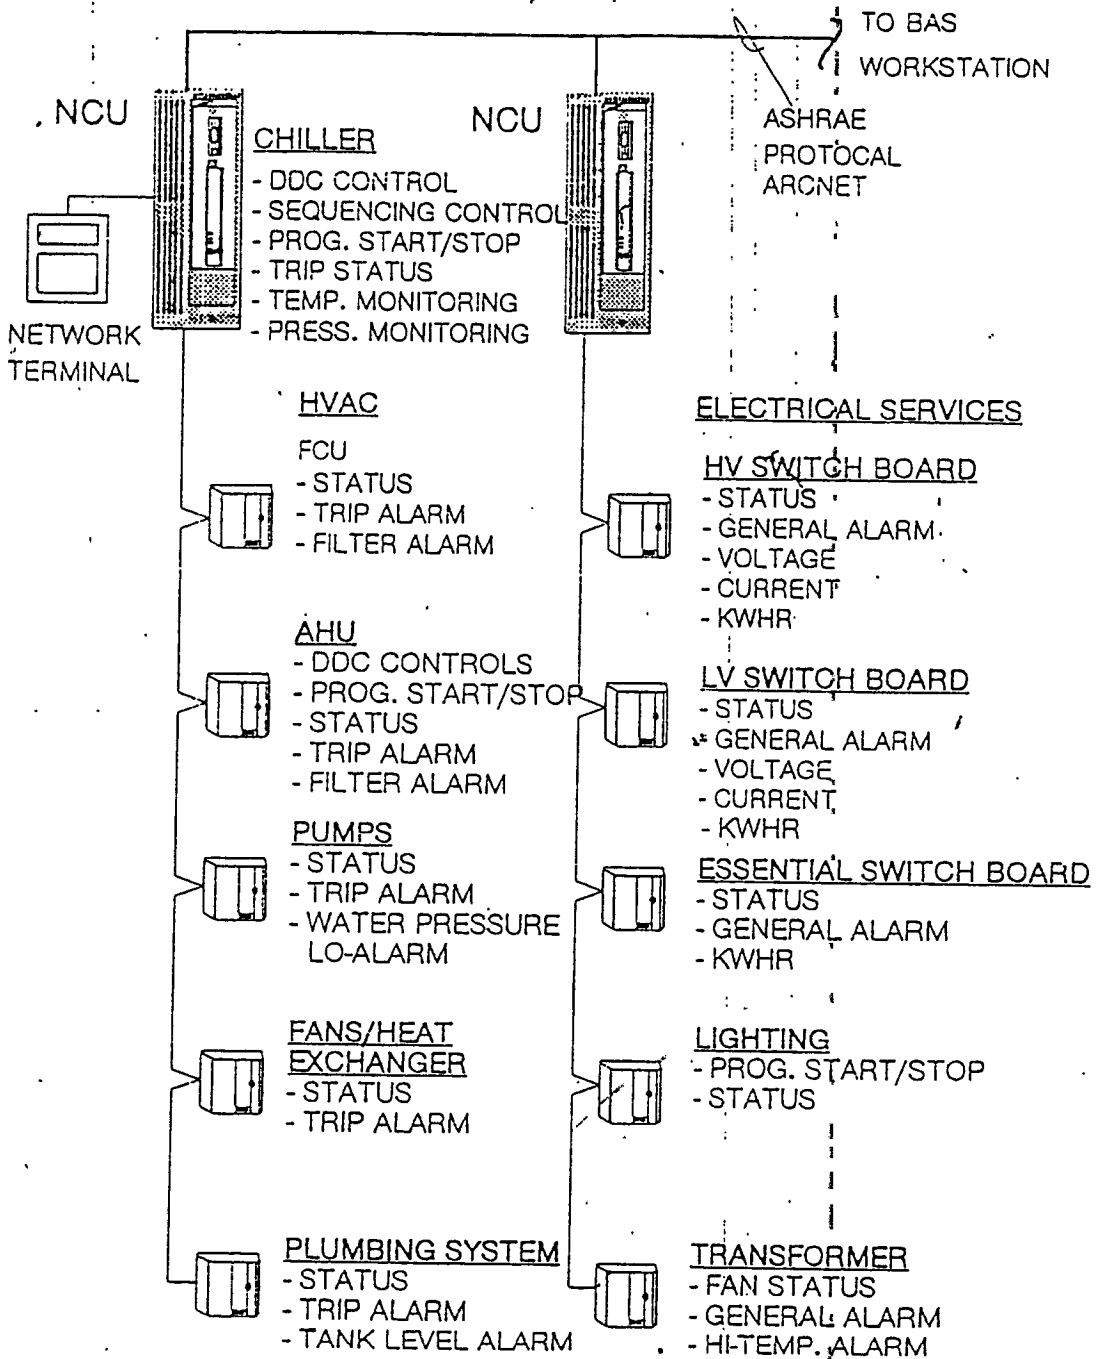 TO BAS
WORKSTATION
NCU
NCU
ASHRAE
PROTOCAL
ARCNET
CHILLER
- DDC CONTROL
- SEQUENCING CONTROL
- PROG. START/STOP
- TRIP STATUS
- TEMP. MONITORING
- PRESS. MONITORING
NETWORK
TERMINAL
HVAC
FCU
- STATUS
- TRIP ALARM
- FILTER ALARM
AHU
- DDC CONTROLS
- PROG. START/STOP
- STATUS
- TRIP ALARM
- FILTER ALARM
PUMPS
- STATUS
- TRIP ALARM
- WATER PRESSURE
LO-ALARM
FANS/HEAT
EXCHANGER
- STATUS
- TRIP ALARM
PLUMBING SYSTEM
- STATUS
- TRIP ALARM
- TANK LEVEL ALARM
ELECTRICAL SERVICES
HV SWITCH BOARD
- STATUS
- GENERAL ALARM
- VOLTAGE
- CURRENT
- KWHR
LV SWITCH BOARD
- STATUS
- GENERAL ALARM
- VOLTAGE
- CURRENT
- KWHR
ESSENTIAL SWITCH BOARD
- STATUS
- GENERAL ALARM
- KWHR
LIGHTING
- PROG. START/STOP
- STATUS
TRANSFORMER
- FAN STATUS
- GENERAL ALARM
- HI-TEMP. ALARM